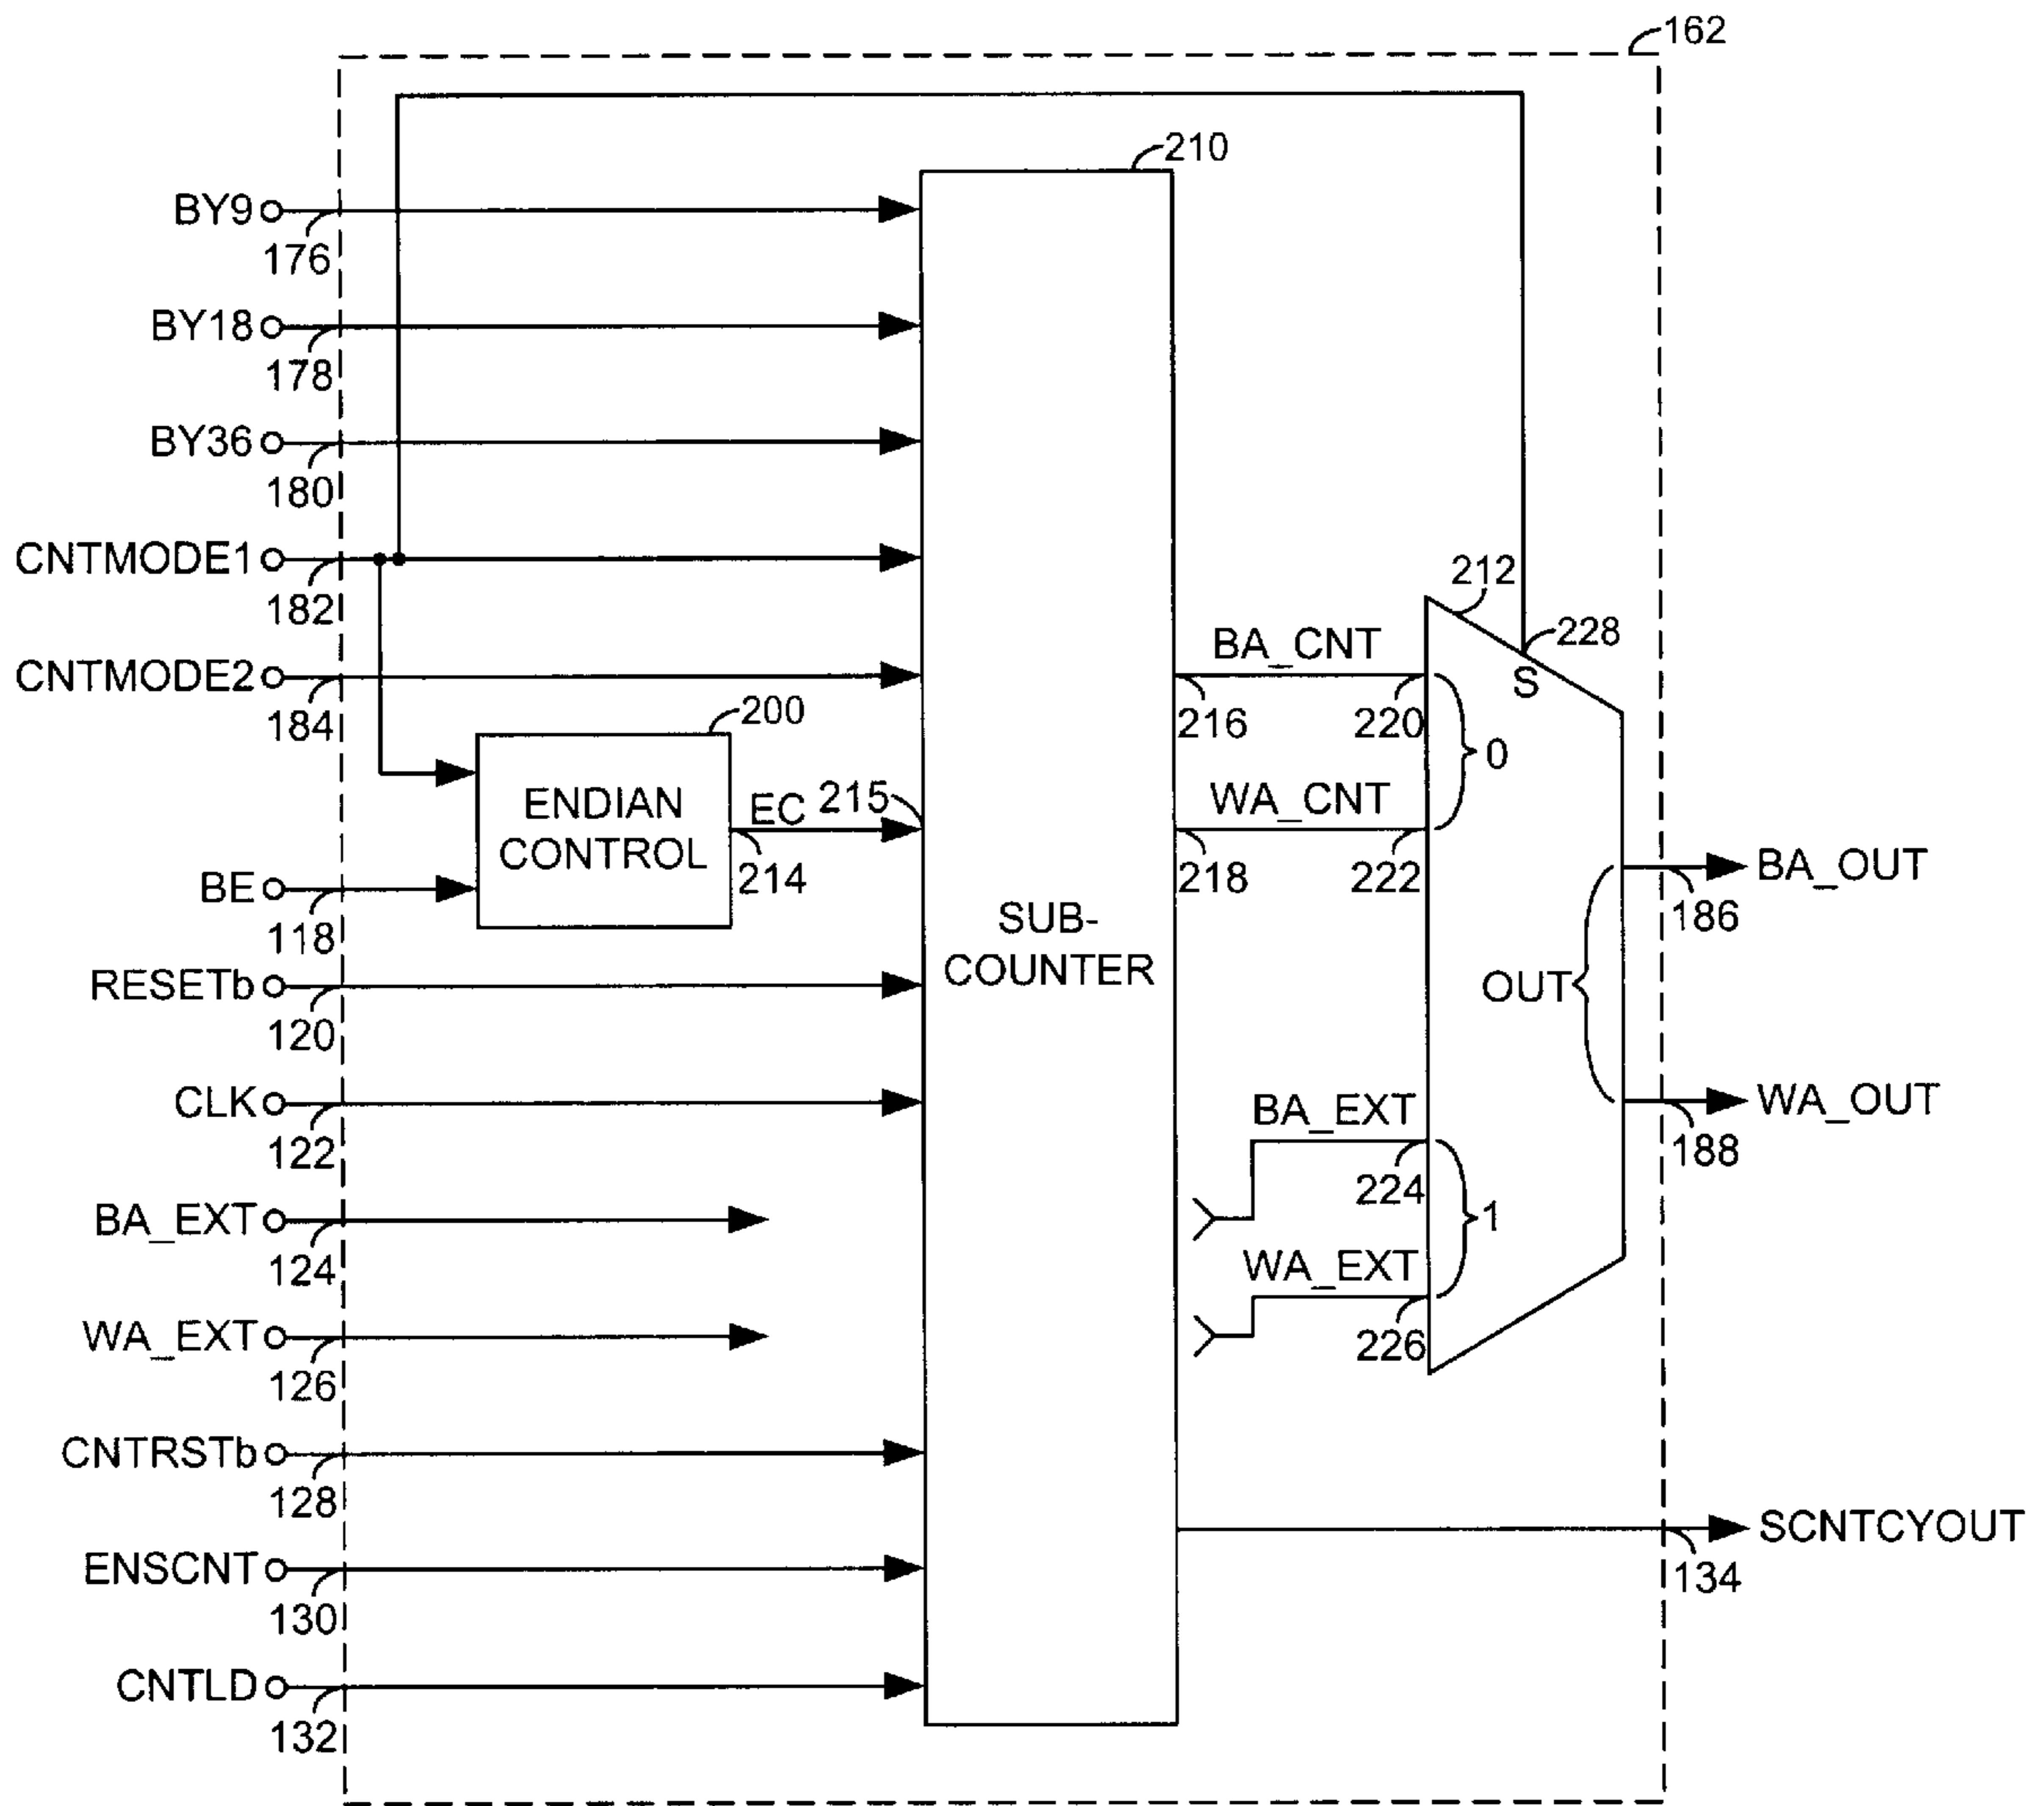 162
210
BY9
176
BY18
178
BY36
180
CNTMODE1
182
CNTMODE2
184
200
ENDIAN
CONTROL
EC
214
215
BE
118
RESETb
120
CLK
122
BA_EXT
124
WA_EXT
126
CNTRSTb
128
ENSCNT
130
CNTLD
132
SUB-
COUNTER
BA_CNT
216
220
WA_CNT
218
222
0
212
228
S
BA_EXT
224
WA_EXT
226
1
OUT
BA_OUT
186
WA_OUT
188
SCNTCYOUT
134